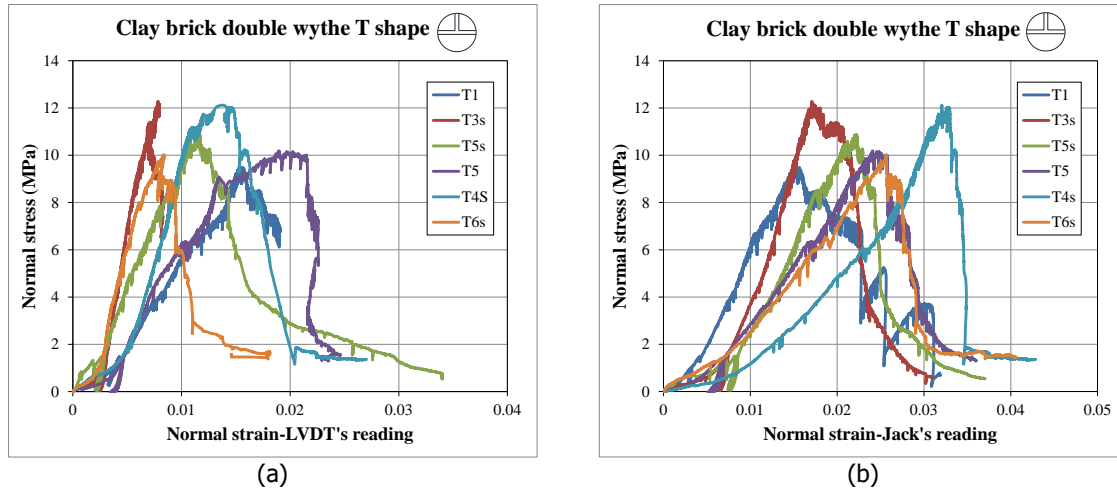 Clay brick double wythe T shape
Normal stress (MPa)
14
12
10
8
6
4
2
0
0
0.01
0.02
0.03
0.04
Normal strain-LVDT's reading
T1
T3s
T5s
T5
T4S
T6s
(a)
Clay brick double wythe T shape
Normal stress (MPa)
14
12
10
8
6
4
2
0
0
0.01
0.02
0.03
0.04
0.05
Normal strain-Jack's reading
T1
T3s
T5s
T5
T4s
T6s
(b)